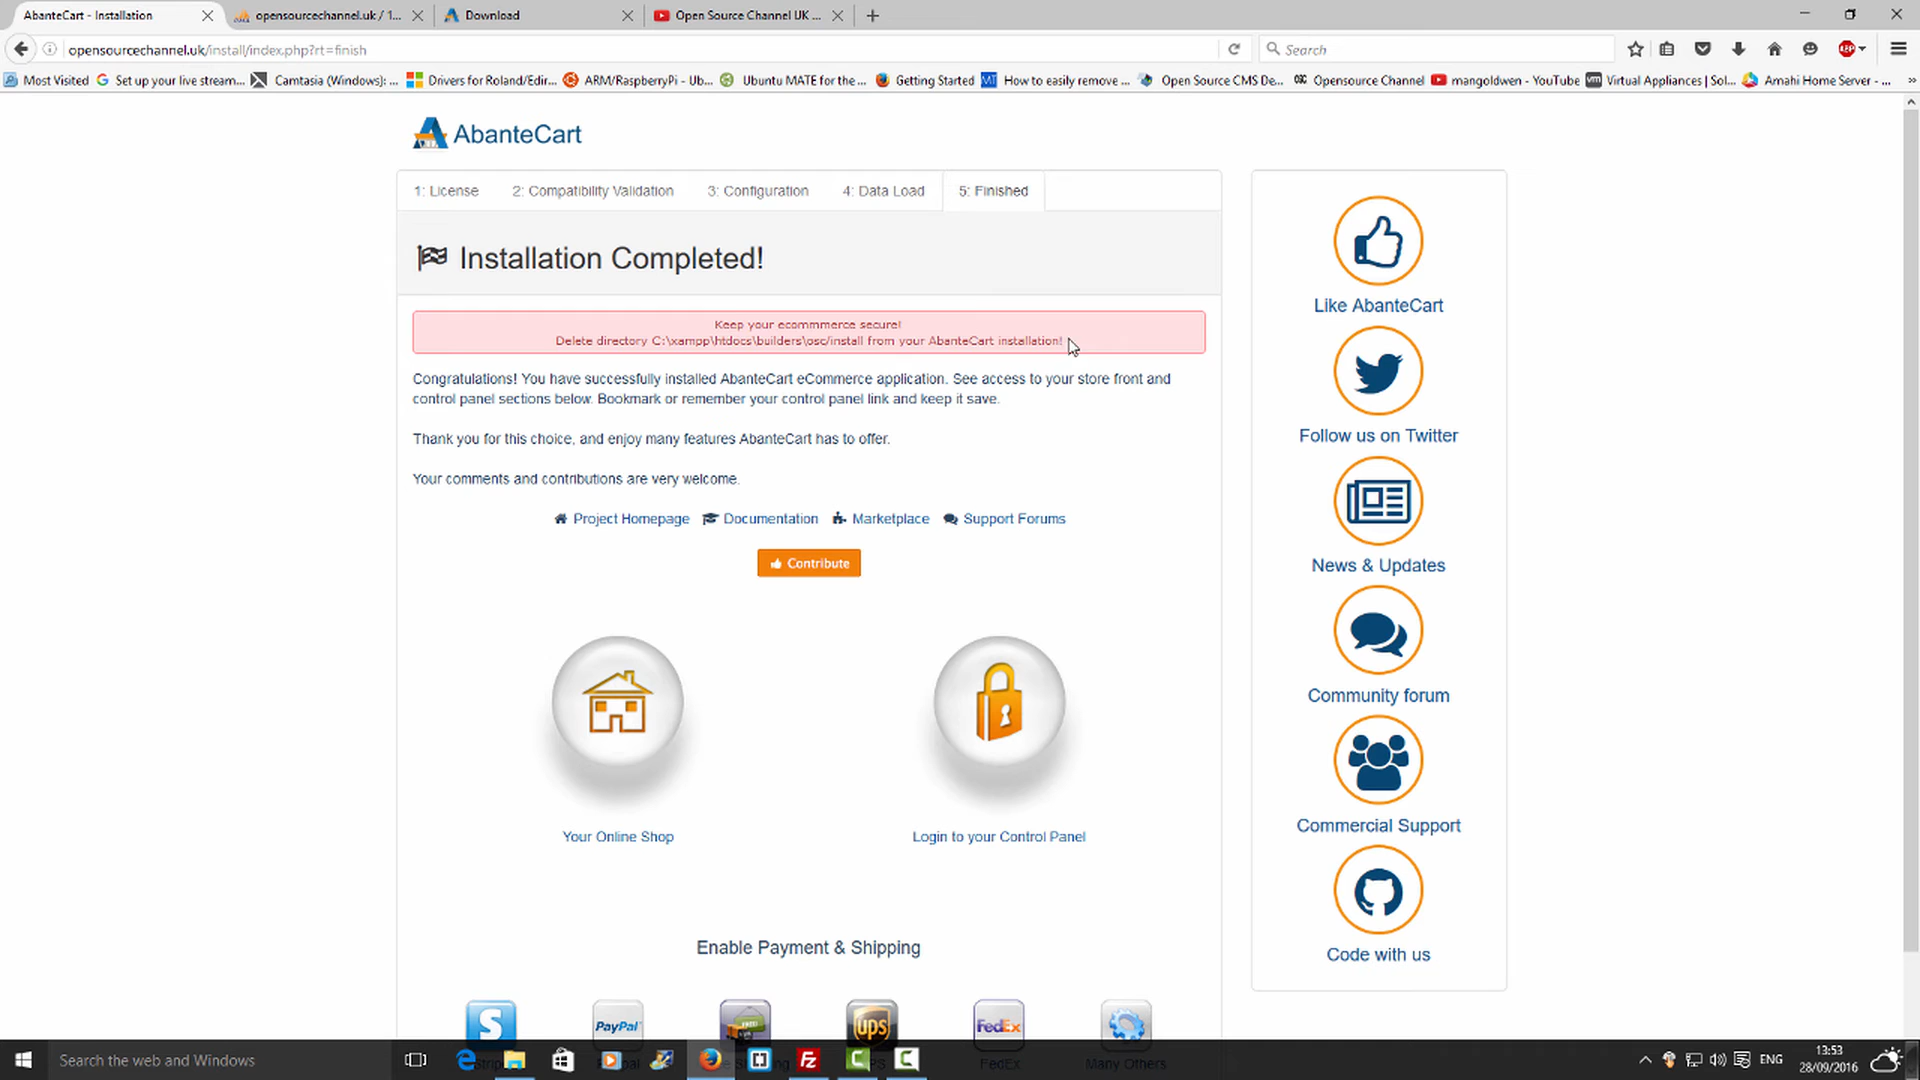 AbanteCart - Installation
opensourcechannel.uk / 1...
Download
Open Source Channel UK ...
opensourcechannel.uk/install/index.php?rt=finish
Search
Most Visited
Set up your live stream...
Camtasia (Windows): ...
Drivers for Roland/Edir...
ARM/RaspberryPi - Ub...
Ubuntu MATE for the ...
Getting Started
How to easily remove ...
Open Source CMS De...
Opensource Channel
mangoldwen - YouTube
Virtual Appliances | Sol...
Amahi Home Server - ...
AbanteCart
1: License
2: Compatibility Validation
3: Configuration
4: Data Load
5: Finished
Installation Completed!
Keep your ecommmerce secure!
Delete directory C:\xampp\htdocs\builders\osc/install from your AbanteCart installation!
Congratulations! You have successfully installed AbanteCart eCommerce application. See access to your store front and
control panel sections below. Bookmark or remember your control panel link and keep it save.
Thank you for this choice, and enjoy many features AbanteCart has to offer.
Your comments and contributions are very welcome.
Project Homepage
Documentation
Marketplace
Support Forums
Contribute
Your Online Shop
Login to your Control Panel
Enable Payment & Shipping
S
PayPal
FREE
ups
FedEx
FedEx
Many Others
Like AbanteCart
Follow us on Twitter
News & Updates
Community forum
Commercial Support
Code with us
Search the web and Windows
ENG
13:53
28/09/2016